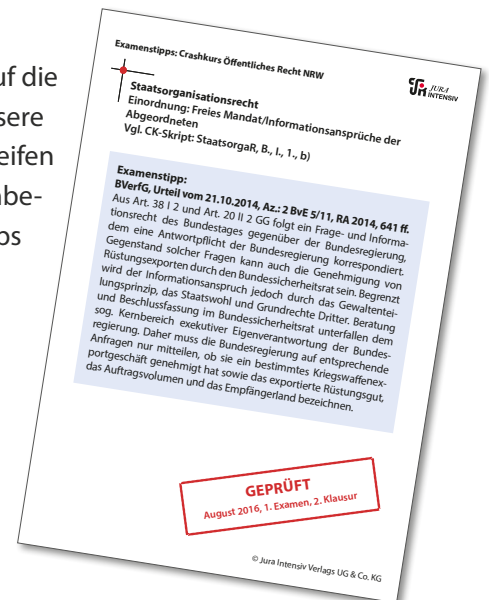 uf die
sere
eifen
be-
ps
Examenstipps: Crashkurs Öffentliches Recht NRW
JURA
INTENSIV
Staatsorganisationsrecht
Einordnung: Freies Mandat/Informationsansprüche der
Abgeordneten
Vgl. CK-Skript: StaatsorgaR, B., I., 1., b)
Examenstipp:
BVerfG, Urteil vom 21.10.2014, Az.: 2 BvE 5/11, RA 2014, 641 ff.
Aus Art. 38 I 2 und Art. 20 II 2 GG folgt ein Frage- und Informa-
tionsrecht des Bundestages gegenüber der Bundesregierung,
dem eine Antwortpflicht der Bundesregierung korrespondiert.
Gegenstand solcher Fragen kann auch die Genehmigung von
Rüstungsexporten durch den Bundessicherheitsrat sein. Begrenzt
wird der Informationsanspruch jedoch durch das Gewaltentei-
lungsprinzip, das Staatswohl und Grundrechte Dritter. Beratung
und Beschlussfassung im Bundessicherheitsrat unterfallen dem
sog. Kernbereich exekutiver Eigenverantwortung der Bundes-
regierung. Daher muss die Bundesregierung auf entsprechende
Anfragen nur mitteilen, ob sie ein bestimmtes Kriegswaffenex-
portgeschäft genehmigt hat sowie das exportierte Rüstungsgut,
das Auftragsvolumen und das Empfängerland bezeichnen.
GEPRÜFT
August 2016, 1. Examen, 2. Klausur
© Jura Intensiv Verlags UG & Co. KG